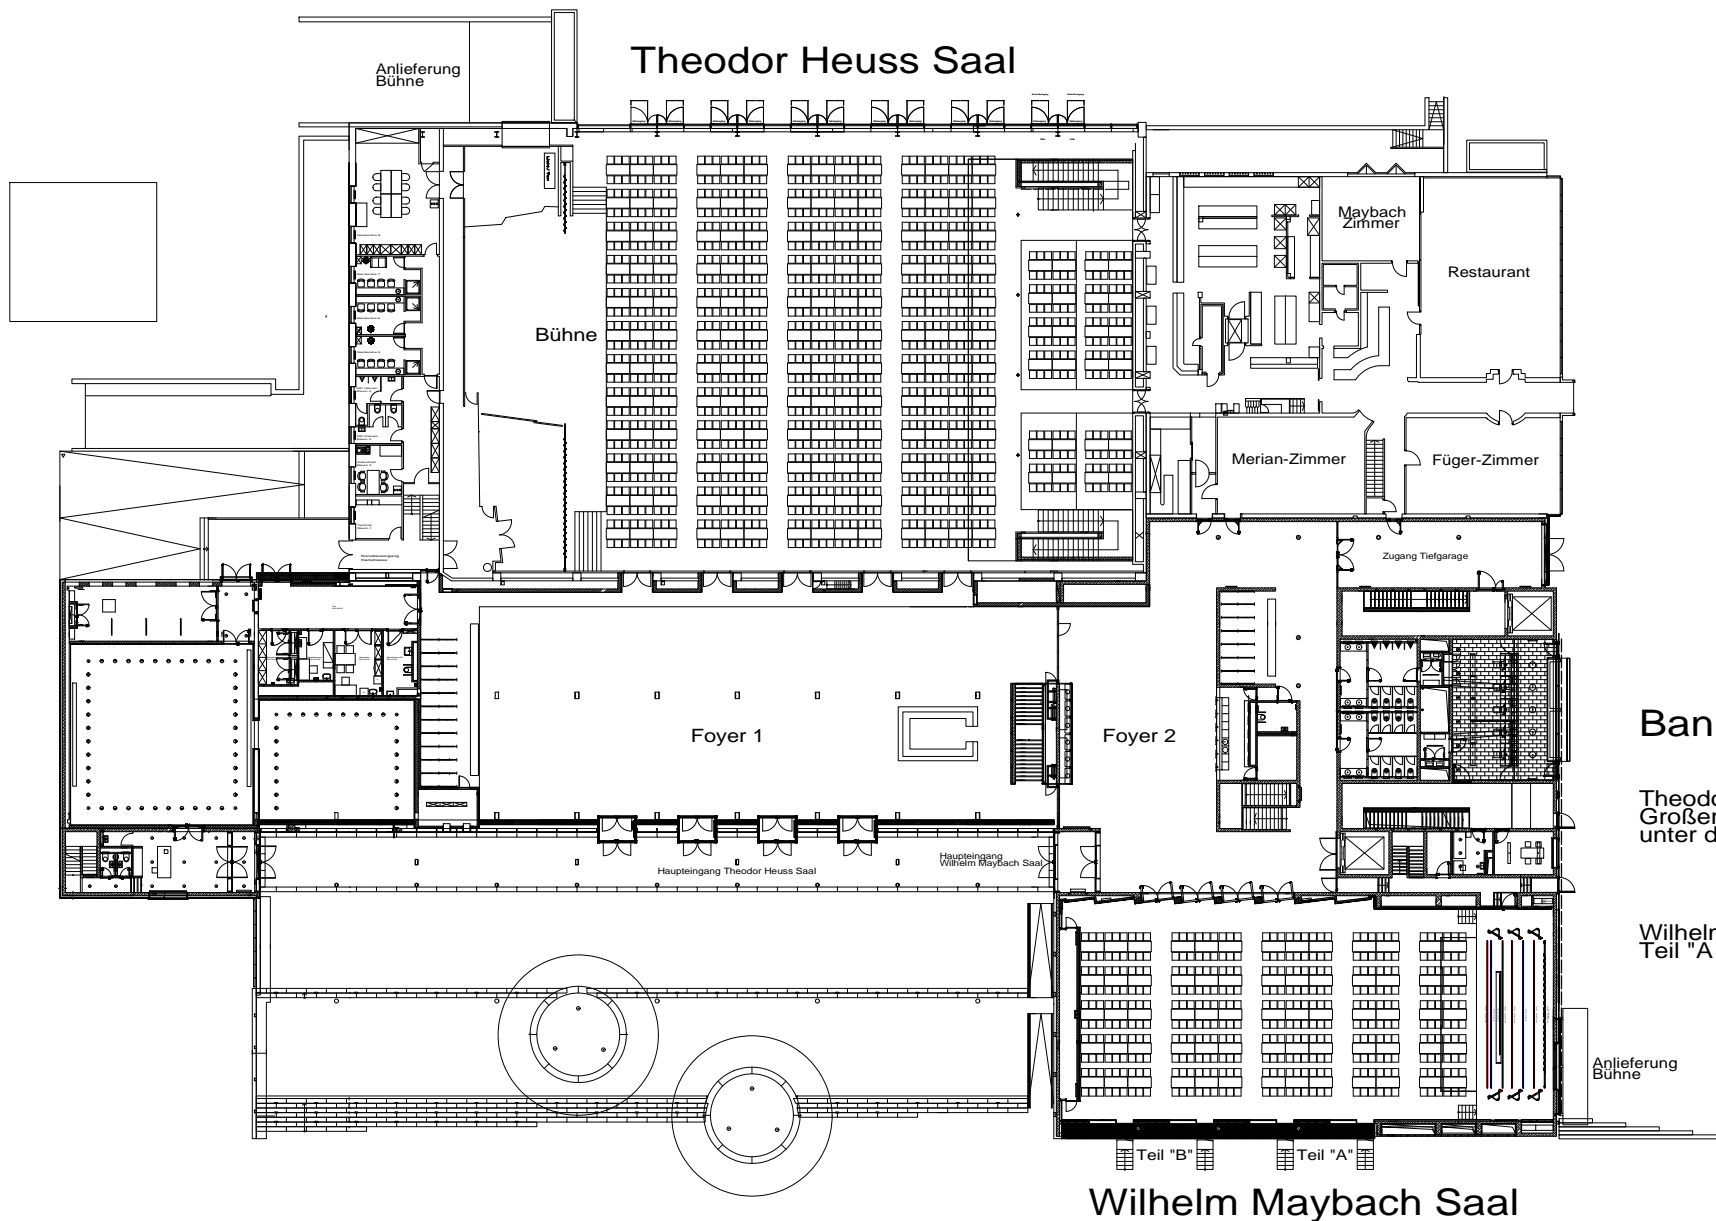 Theodor Heuss Saal
Anlieferung
Bühne
Maybach
Zimmer
Restaurant
Bühne
Merian-Zimmer
Füger-Zimmer
Zugang Tiefgarage
Foyer 1
Foyer 2
Ban
Theodo
Großer
unter d
Haupteingang
Wilhelm Maybach Saal
Haupteingang Theodor Heuss Saal
Wilhelm
Teil "A
Anlieferung
Bühne
Teil "B"
Teil "A"
Wilhelm Maybach Saal